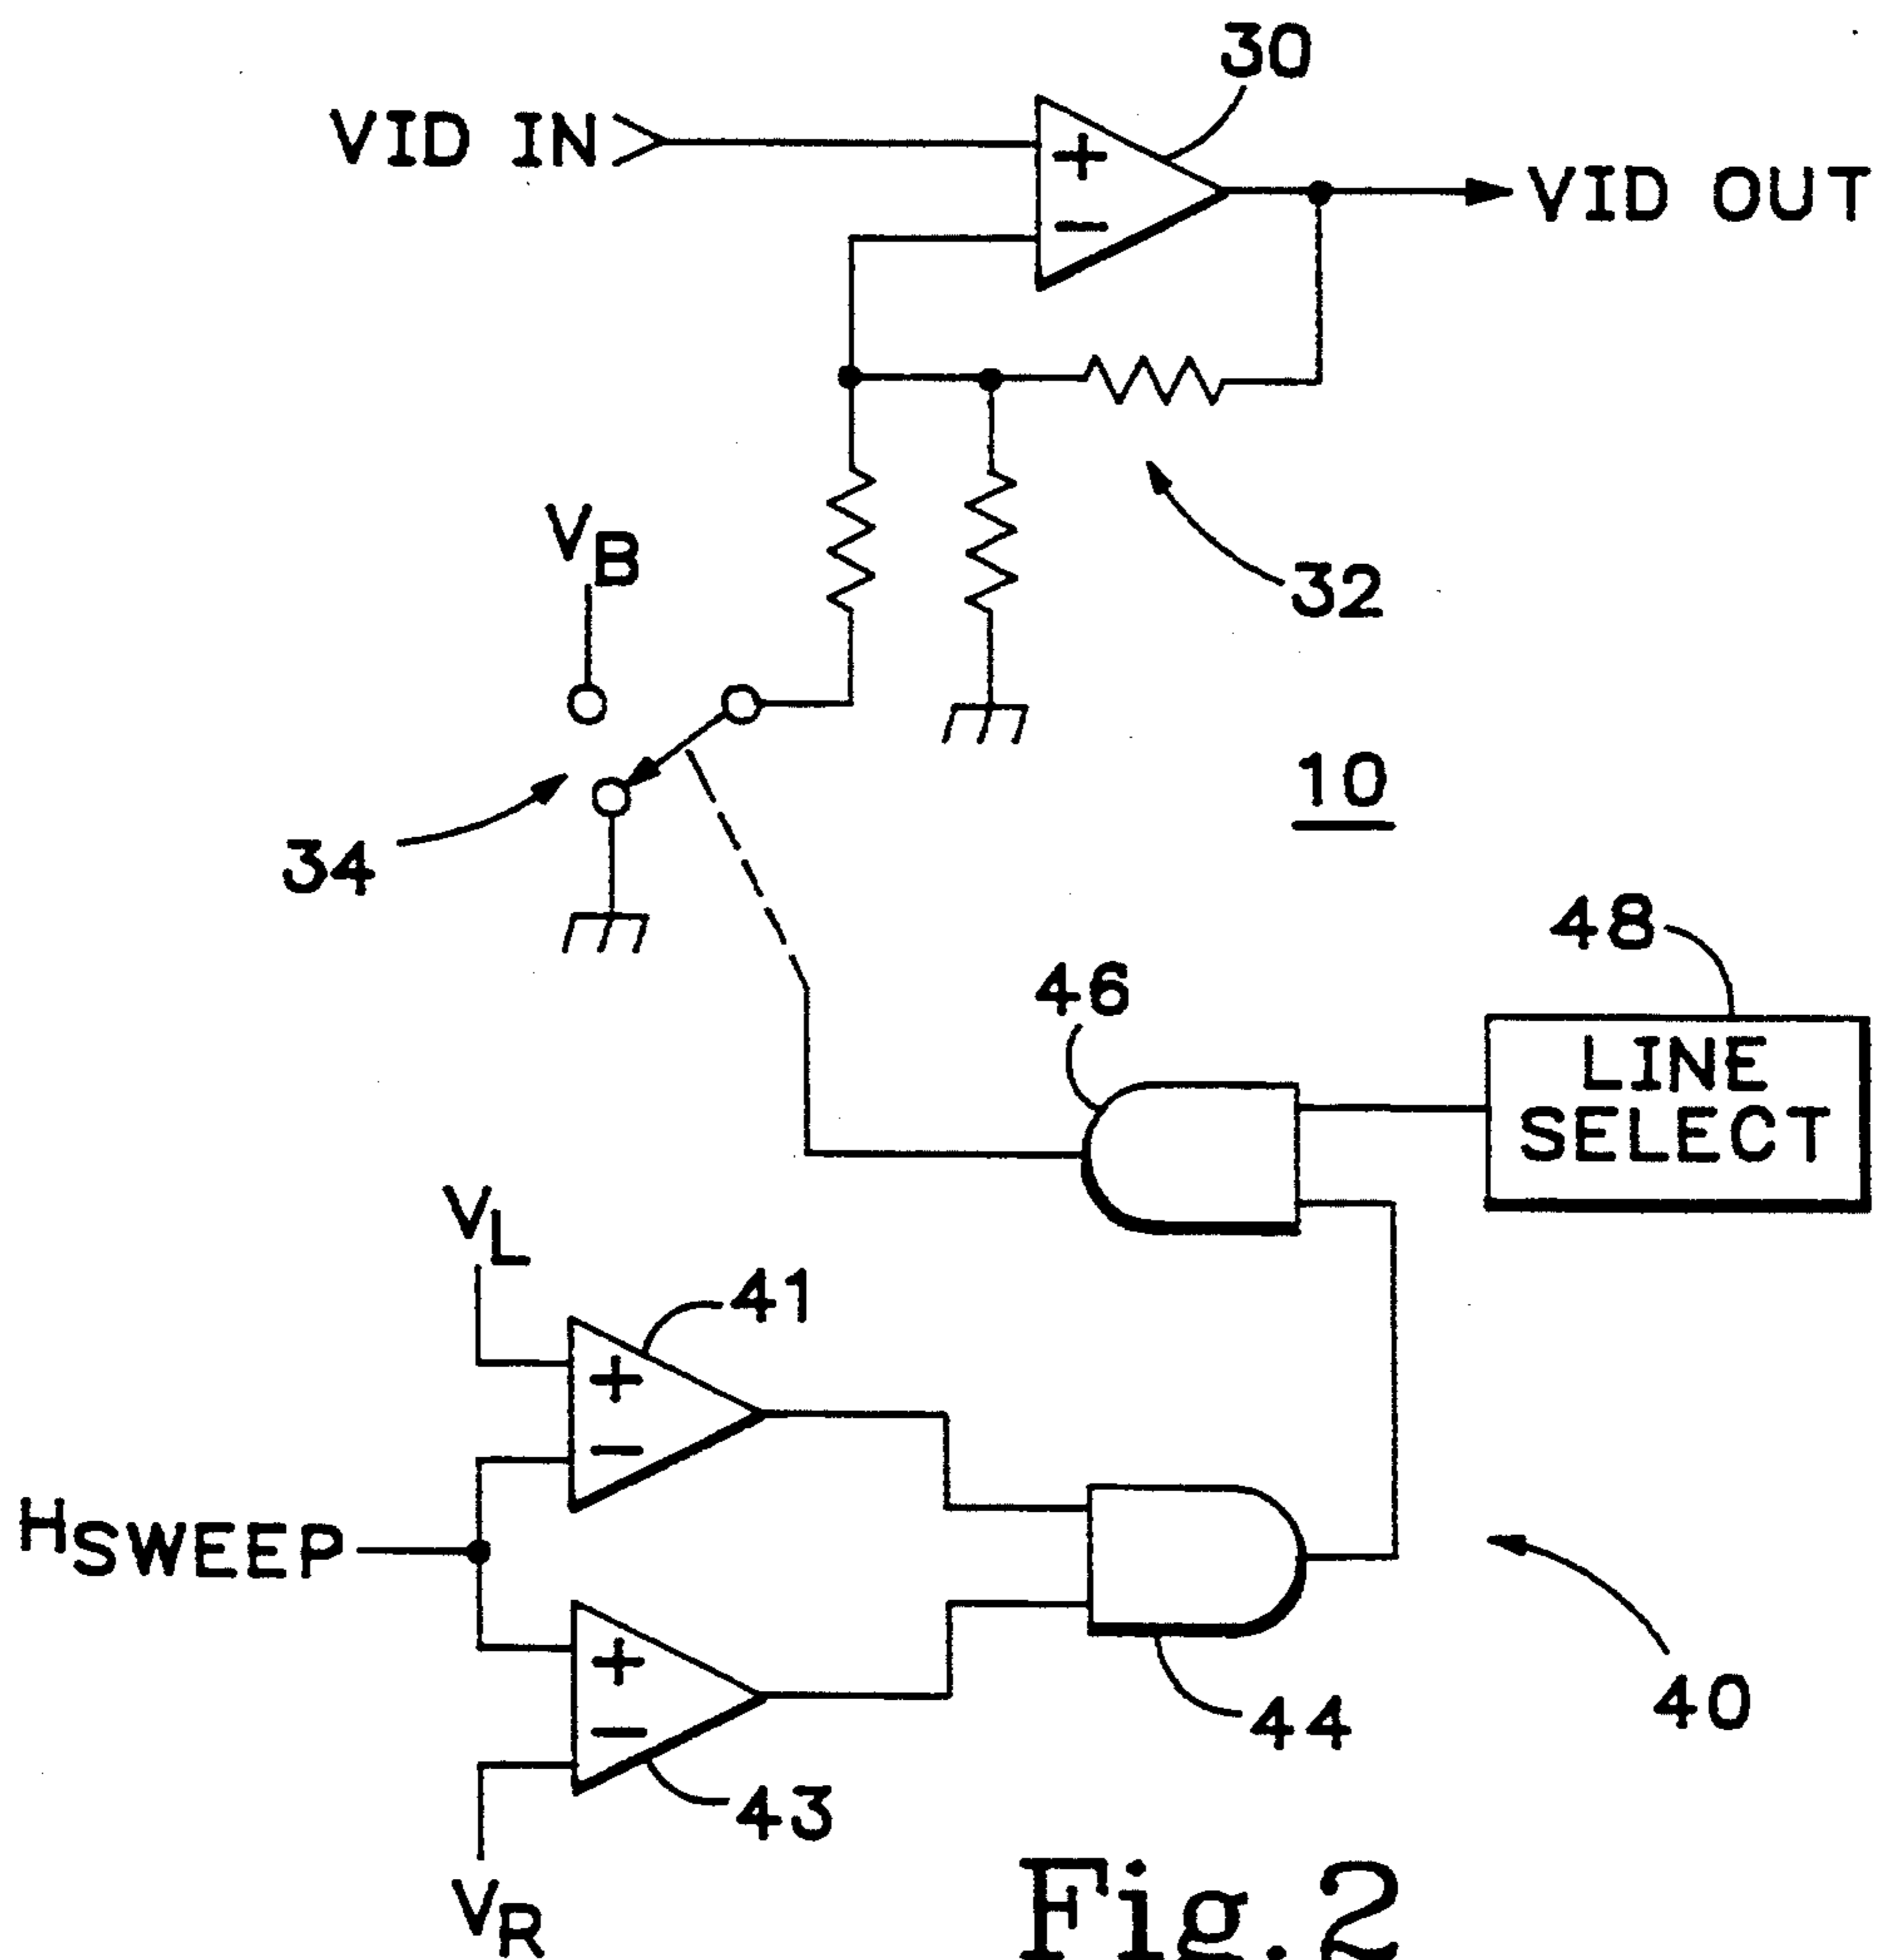 30
VID IN
+
−
VID OUT
32
VB
34
10
48
LINE
SELECT
46
VL
41
+
−
HSWEEP
+
−
44
40
43
VR
Fig.2